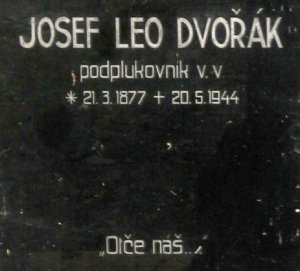 JOSEF LEO DVOŘÁK
podplukovník v. v.
* 21. 3. 1877 + 20. 5. 1944
„Otče náš..."